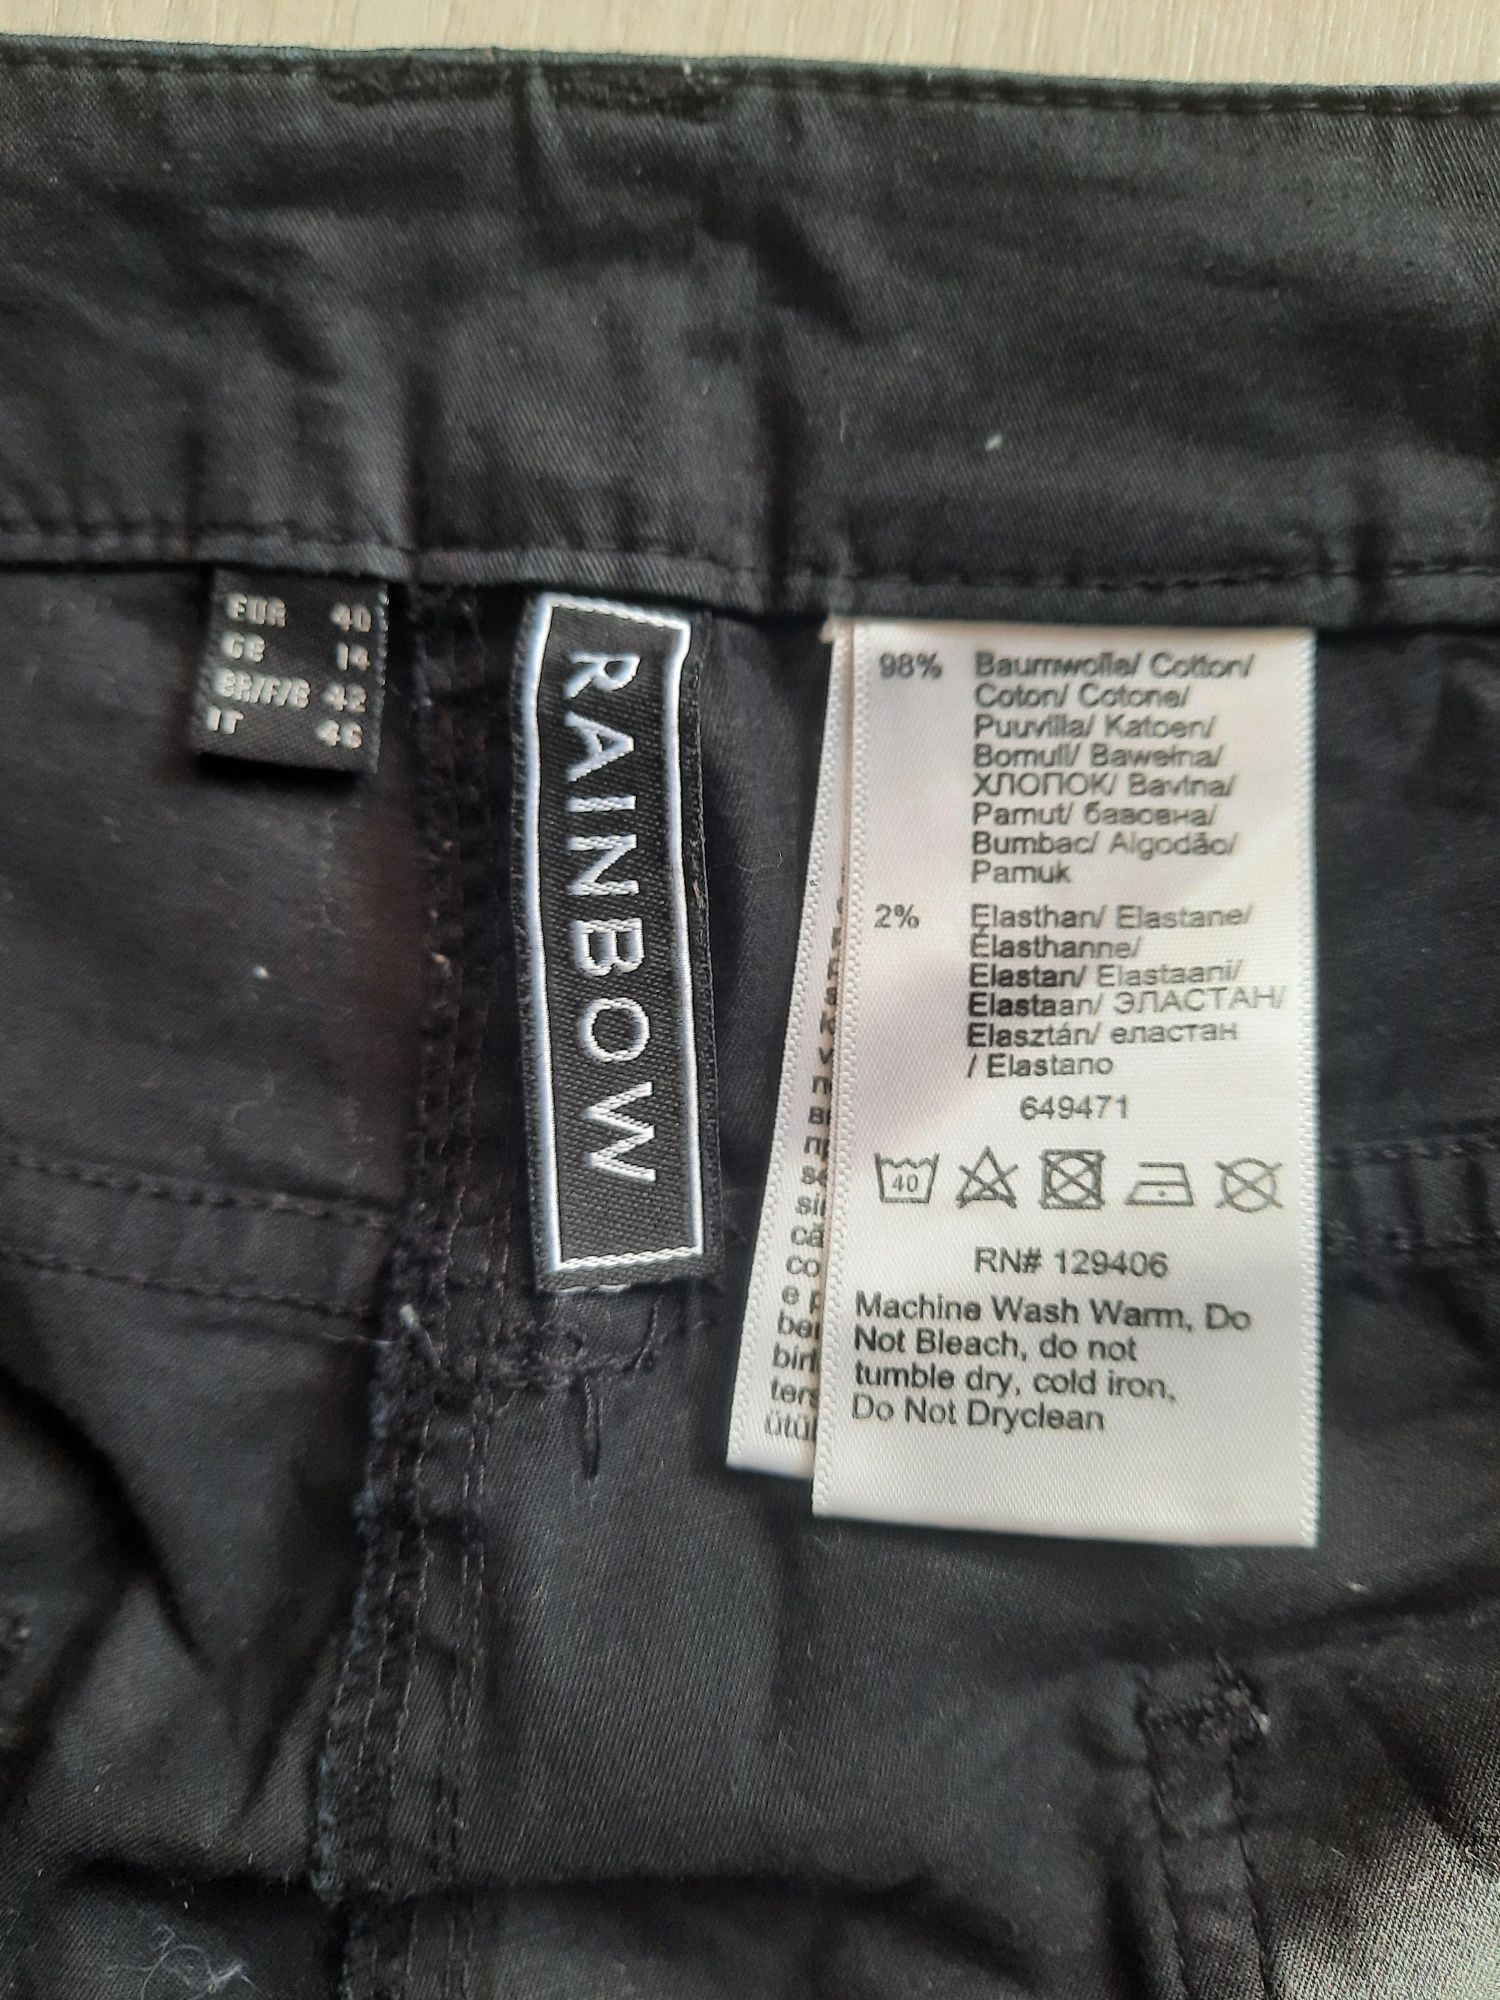 EUR 40
GB 14
BR/F/B 42
IT 46
RAINBOW
98% Baumwolle/ Cotton/
Coton/ Cotone/
Puuvilla/ Katoen/
Bomull/ Bawełna/
ХЛОПОК/ Bavlna/
Pamut/ бавовна/
Bumbac/ Algodão/
Pamuk
2% Elasthan/ Elastane/
Élasthanne/
Elastan/ Elastaani/
Elastaan/ ЭЛАСТАН/
Elasztán/ еластан
/ Elastano
649471
40
RN# 129406
Machine Wash Warm, Do
Not Bleach, do not
tumble dry, cold iron,
Do Not Dryclean